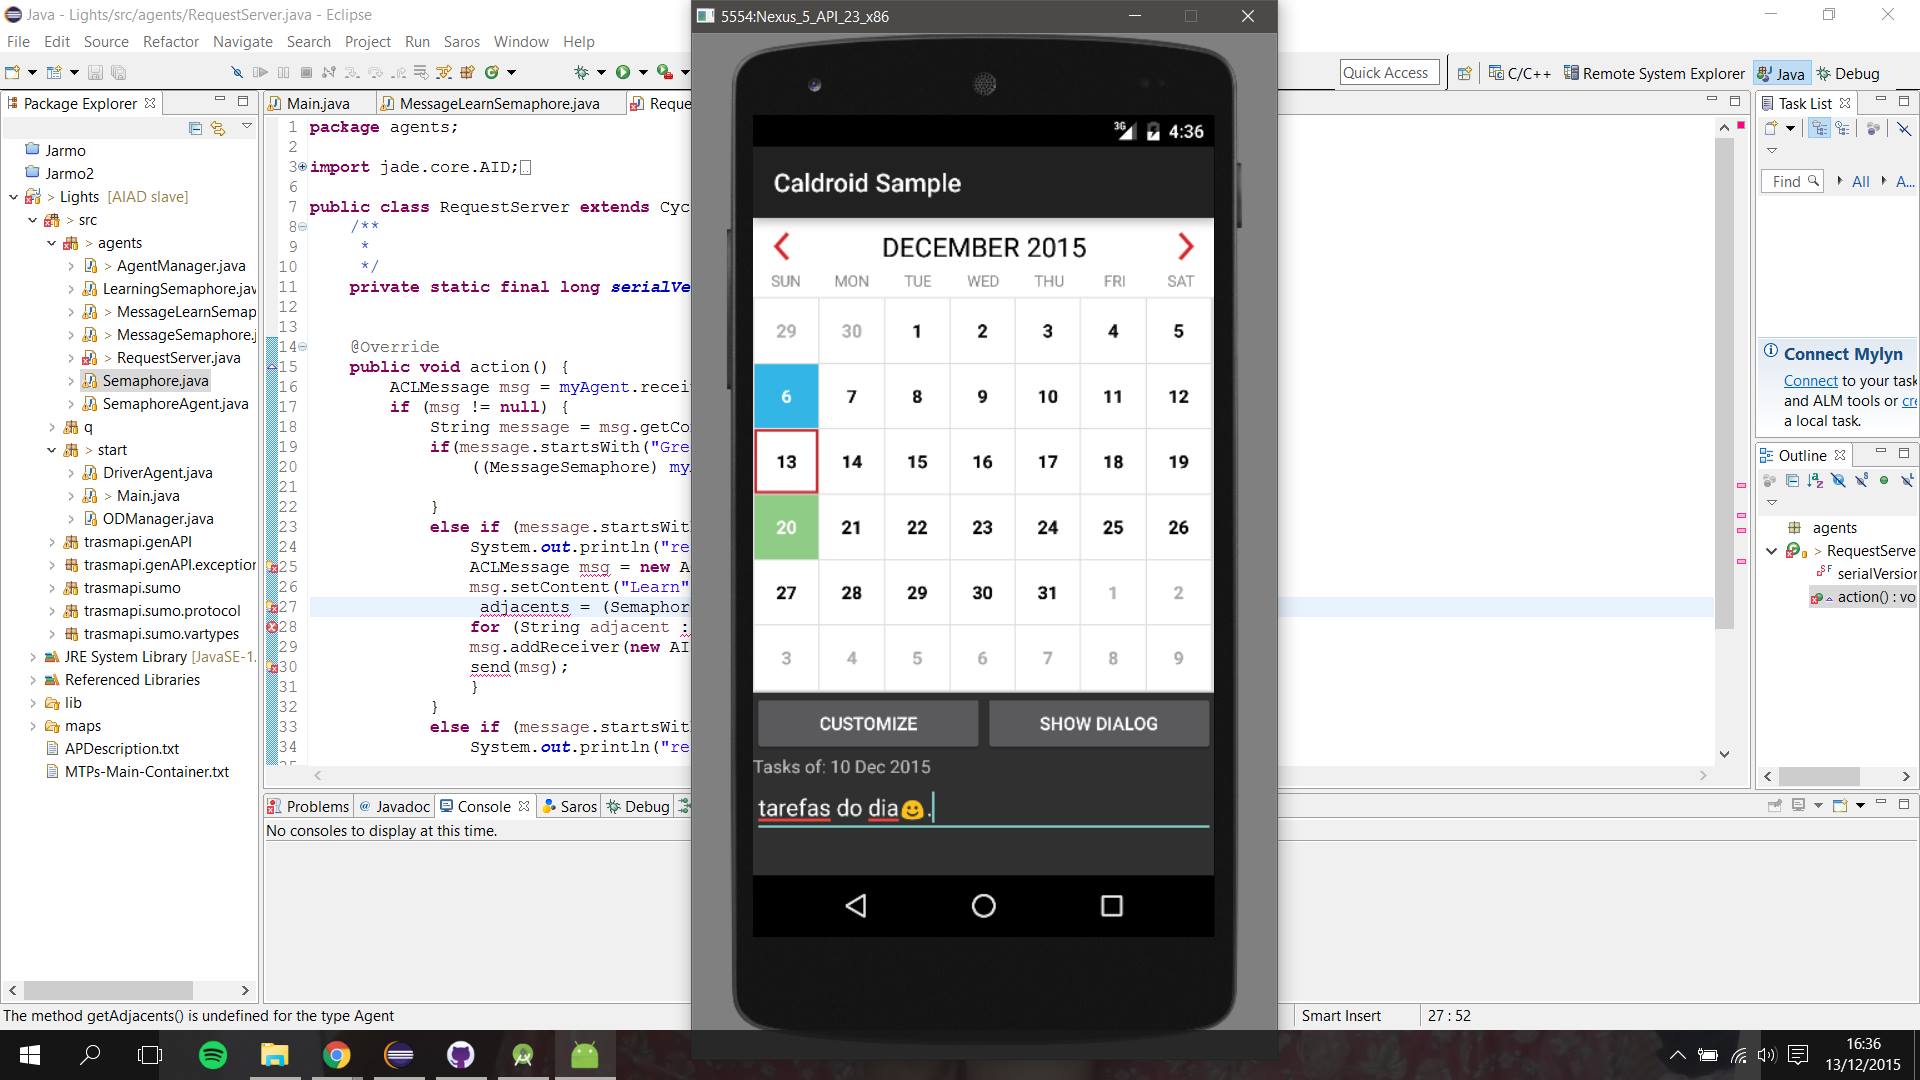 Java - Lights/src/agents/RequestServer.java - Eclipse
File Edit Source Refactor Navigate Search Project Run Saros Window Help
Quick Access
C/C++ Remote System Explorer Java Debug
Package Explorer
Jarmo
Jarmo2
> Lights [AIAD slave]
> src
> agents
> AgentManager.java
LearningSemaphore.jav
> MessageLearnSemap
> MessageSemaphore.j
> RequestServer.java
Semaphore.java
> SemaphoreAgent.java
> q
> start
DriverAgent.java
> Main.java
ODManager.java
trasmapi.genAPI
trasmapi.genAPI.exception
trasmapi.sumo
trasmapi.sumo.protocol
trasmapi.sumo.vartypes
JRE System Library [JavaSE-1.
Referenced Libraries
lib
maps
APDescription.txt
MTPs-Main-Container.txt
Main.java MessageLearnSemaphore.java Reque
1 package agents;
2
3 import jade.core.AID;
6
7 public class RequestServer extends Cyc
8 /**
9 *
10 */
11 private static final long serialVe
12
13
14 @Override
15 public void action() {
16 ACLMessage msg = myAgent.recei
17 if (msg != null) {
18 String message = msg.getCo
19 if(message.startsWith("Gre
20 ((MessageSemaphore) my
21
22 }
23 else if (message.startsWit
24 System.out.println("re
25 ACLMessage msg = new A
26 msg.setContent("Learn"
27 adjacents = (Semaphor
28 for (String adjacent :
29 msg.addReceiver(new AI
30 send(msg);
31 }
32 }
33 else if (message.startsWit
34 System.out.println("re
Problems Javadoc Console Saros Debug
No consoles to display at this time.
The method getAdjacents() is undefined for the type Agent
Smart Insert
27 : 52
5554:Nexus_5_API_23_x86
3G 4:36
Caldroid Sample
DECEMBER 2015
SUN MON TUE WED THU FRI SAT
29 30 1 2 3 4 5
6 7 8 9 10 11 12
13 14 15 16 17 18 19
20 21 22 23 24 25 26
27 28 29 30 31 1 2
3 4 5 6 7 8 9
CUSTOMIZE SHOW DIALOG
Tasks of: 10 Dec 2015
tarefas do dia😀.
Task List
Find All A...
Connect Mylyn
Connect to your task
and ALM tools or cre
a local task.
Outline
agents
> RequestServe
serialVersion
action() : vo
16:36
13/12/2015